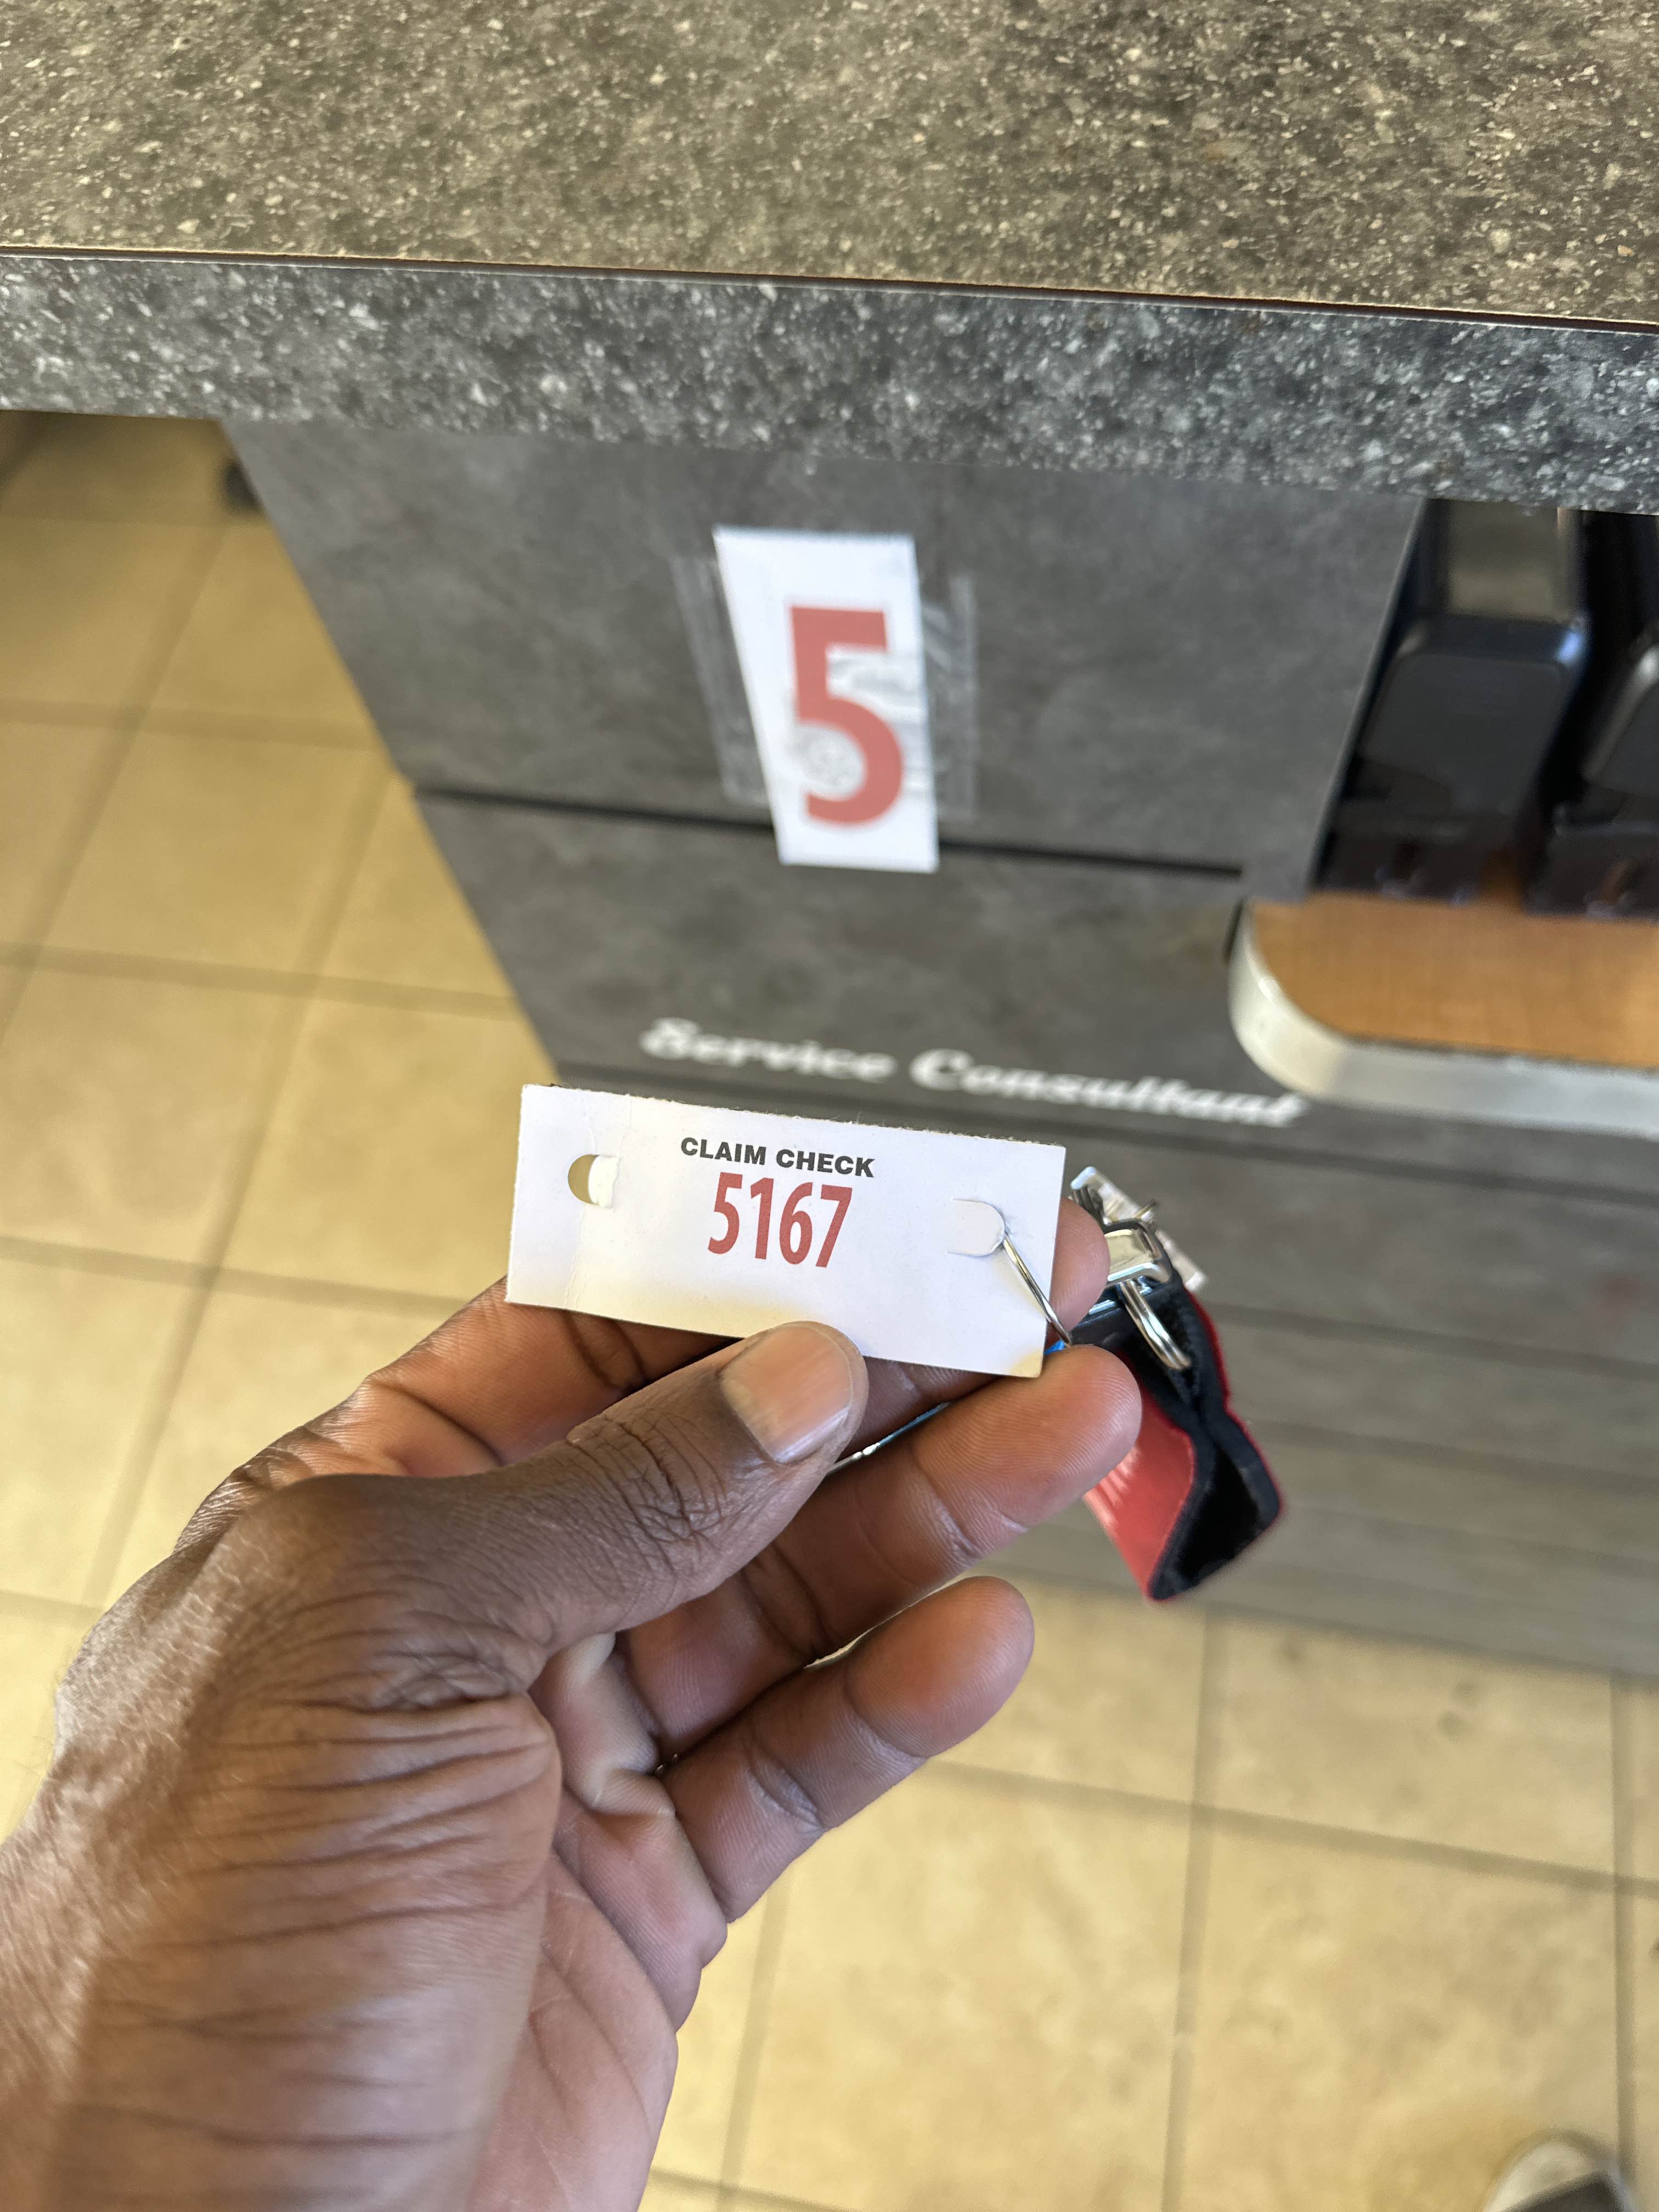 5
Service Consultant
CLAIM CHECK
5167